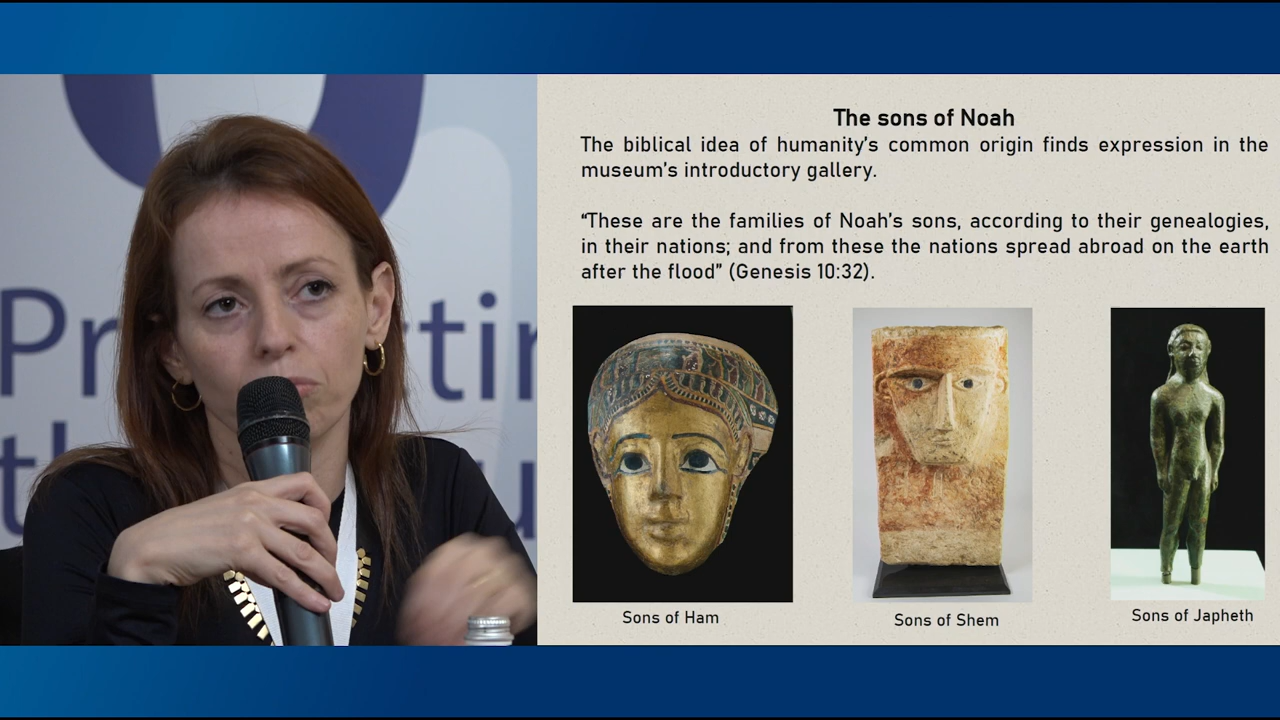 The sons of Noah
The biblical idea of humanity’s common origin finds expression in the
museum’s introductory gallery.
“These are the families of Noah’s sons, according to their genealogies,
in their nations; and from these the nations spread abroad on the earth
after the flood” (Genesis 10:32).
Sons of Ham
Sons of Shem
Sons of Japheth